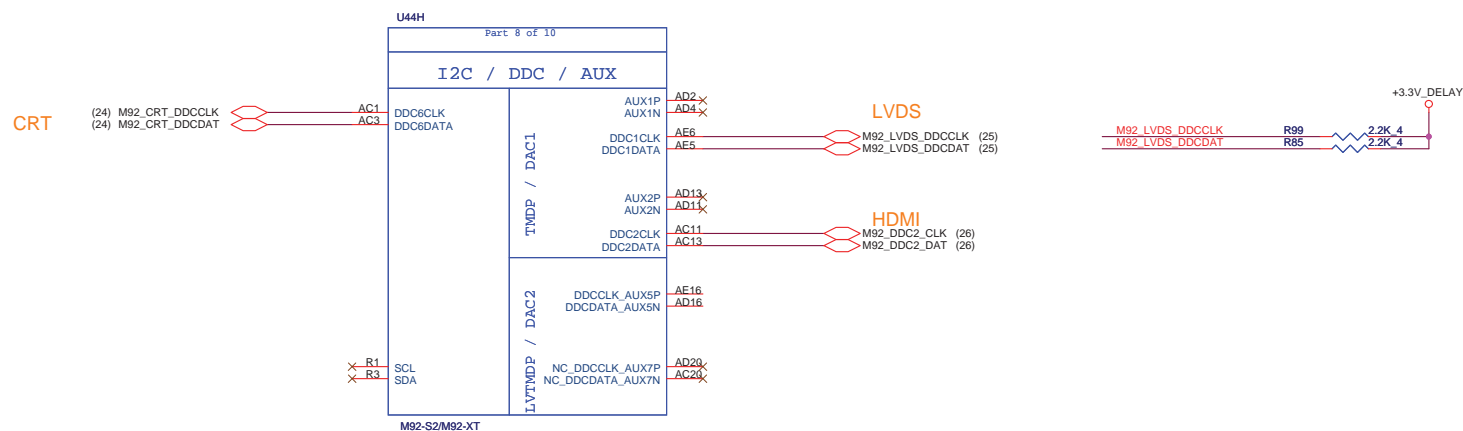 U44H
Part 8 of 10
I2C / DDC / AUX
+3.3V_DELAY
AUX1P AD2
(24) M92_CRT_DDCCLK AC1 DDC6CLK AUX1N AD4 LVDS
CRT (24) M92_CRT_DDCDAT AC3 DDC6DATA
DDC1CLK AE6 M92_LVDS_DDCCLK (25) M92_LVDS_DDCCLK R99 2.2K_4
DDC1DATA AE5 M92_LVDS_DDCDAT (25) M92_LVDS_DDCDAT R85 2.2K_4
TMDP / DAC1
AUX2P AD13
AUX2N AD11
HDMI
DDC2CLK AC11 M92_DDC2_CLK (26)
DDC2DATA AC13 M92_DDC2_DAT (26)
DDCCLK_AUX5P AE16
DDCDATA_AUX5N AD16
LVTMDP / DAC2
R1 SCL NC_DDCCLK_AUX7P AD20
R3 SDA NC_DDCDATA_AUX7N AC20
M92-S2/M92-XT